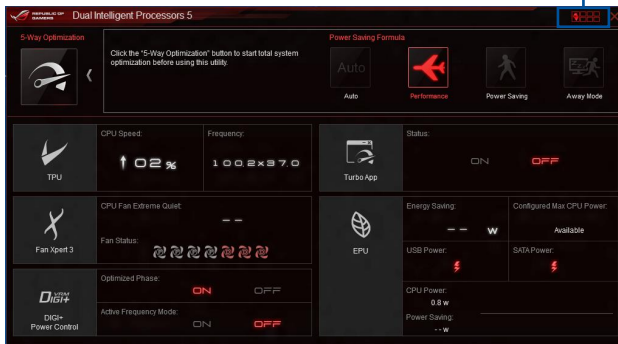 REPUBLIC OF GAMERS Dual Intelligent Processors 5
5-Way Optimization
Click the "5-Way Optimization" button to start total system
optimization before using this utility.
Power Saving Formula
Auto
Auto
Performance
Power Saving
Away Mode
TPU
CPU Speed:
02 %
Frequency:
100.2x37.0
Turbo App
Status:
ON OFF
Fan Xpert 3
CPU Fan Extreme Quiet:
--
Fan Status:
EPU
Energy Saving:
-- w
Configured Max CPU Power:
Available
USB Power:
SATA Power:
CPU Power:
0.8 w
Power Saving:
-- w
VRM
DIGI+
DIGI+
Power Control
Optimized Phase:
ON OFF
Active Frequency Mode:
ON OFF